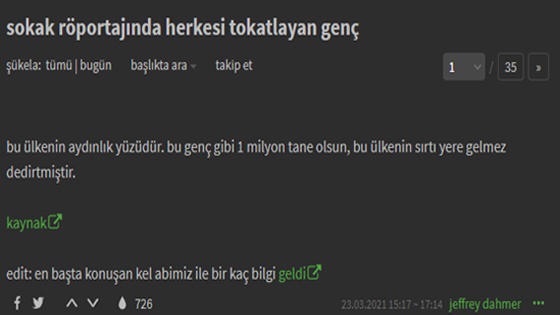 sokak röportajında herkesi tokatlayan genç
şükela: tümü | bugün başlıkta ara takip et 1 / 35 »
bu ülkenin aydınlık yüzüdür. bu genç gibi 1 milyon tane olsun, bu ülkenin sırtı yere gelmez
dedirtmiştir.
kaynak
edit: en başta konuşan kel abimiz ile bir kaç bilgi geldi
726 23.03.2021 15:17 ~ 17:14 jeffrey dahmer